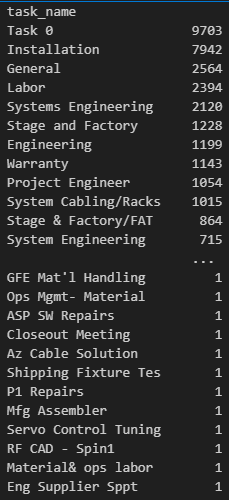 task_name
Task 0 9703
Installation 7942
General 2564
Labor 2394
Systems Engineering 2120
Stage and Factory 1228
Engineering 1199
Warranty 1143
Project Engineer 1054
System Cabling/Racks 1015
Stage & Factory/FAT 864
System Engineering 715
...
GFE Mat'l Handling 1
Ops Mgmt- Material 1
ASP SW Repairs 1
Closeout Meeting 1
Az Cable Solution 1
Shipping Fixture Tes 1
P1 Repairs 1
Mfg Assembler 1
Servo Control Tuning 1
RF CAD - Spin1 1
Material& ops labor 1
Eng Supplier Sppt 1